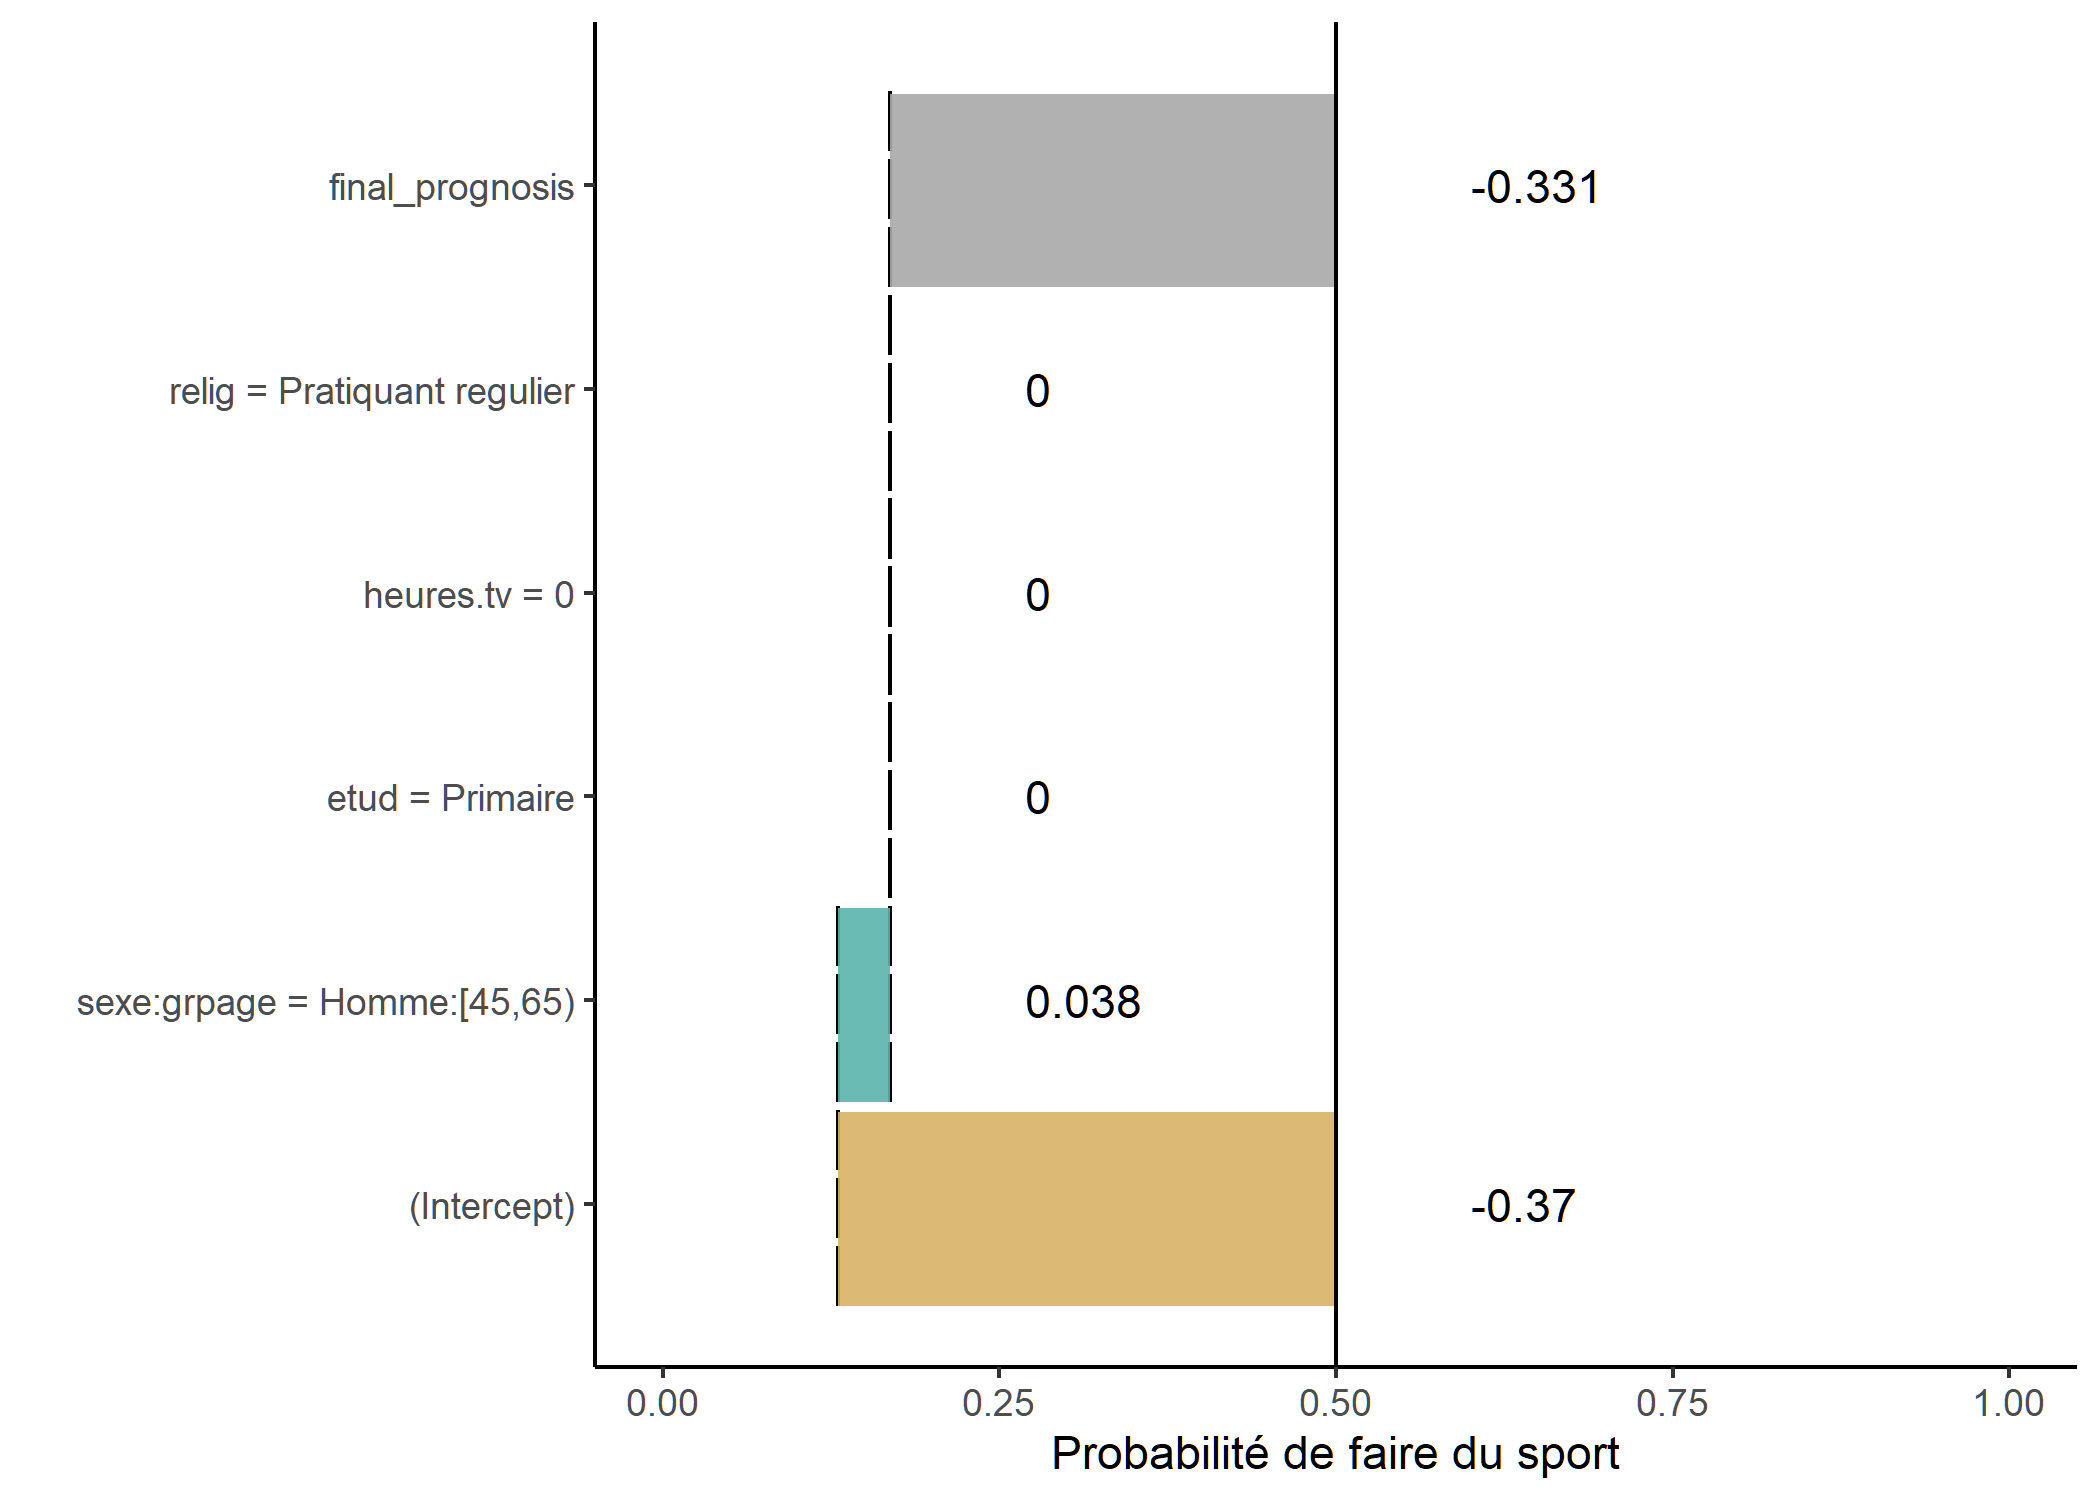 final_prognosis
-0.331
relig = Pratiquant regulier
0
heures.tv = 0
0
etud = Primaire
0
sexe:grpage = Homme:[45,65)
0.038
(Intercept)
-0.37
0.00 0.25 0.50 0.75 1.00
Probabilité de faire du sport